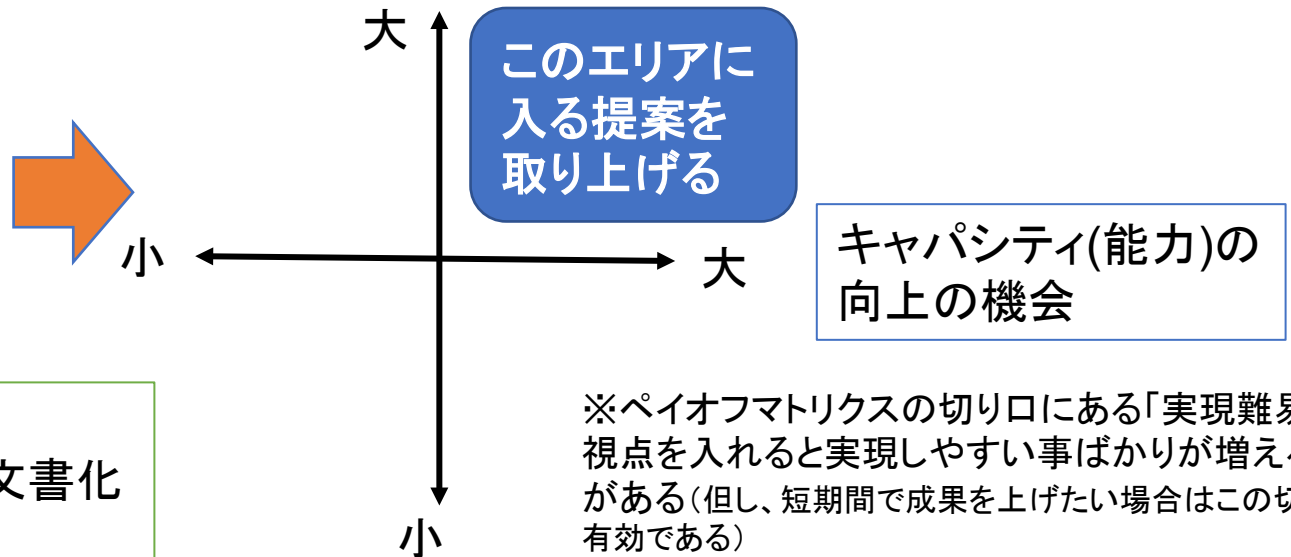 大
このエリアに
入る提案を
取り上げる
小
大
キャパシティ(能力)の
向上の機会
文書化
小
※ペイオフマトリクスの切り口にある「実現難易
視点を入れると実現しやすい事ばかりが増え
がある(但し、短期間で成果を上げたい場合はこの切
有効である)